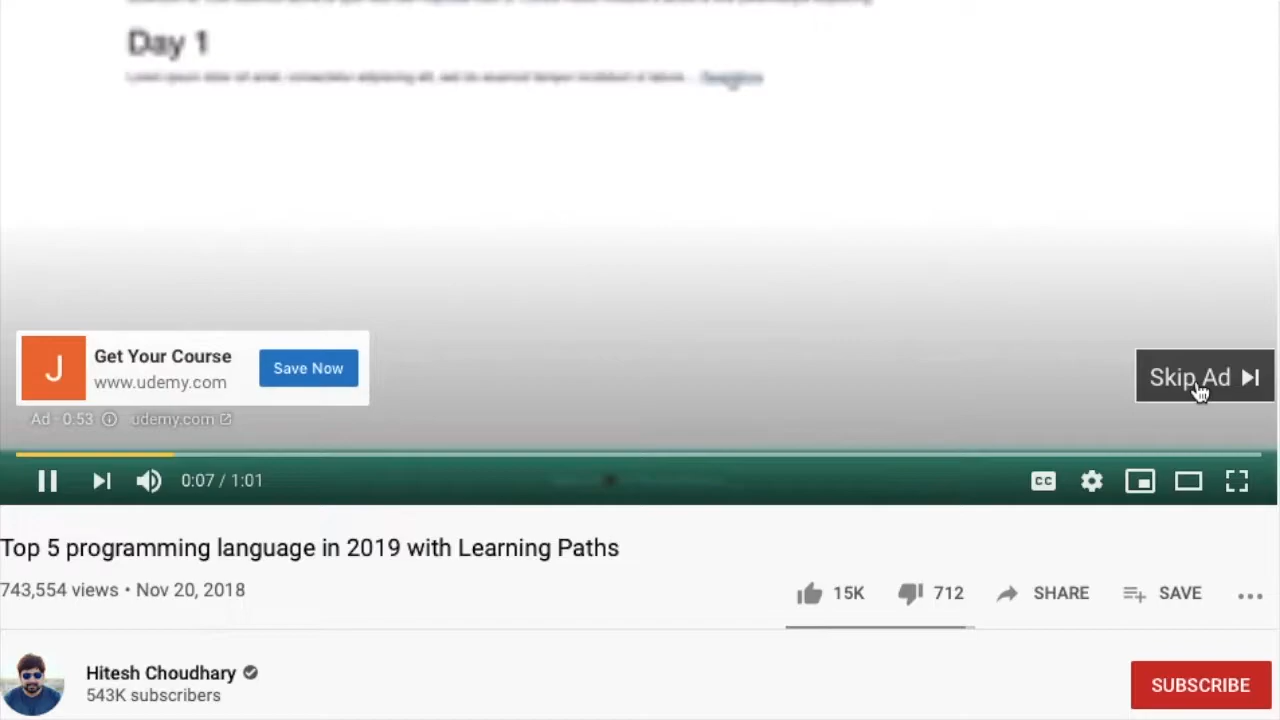 Day 1
J
Get Your Course
www.udemy.com
Save Now
Skip Ad
Ad · 0:53 udemy.com
0:07 / 1:01
CC
Top 5 programming language in 2019 with Learning Paths
743,554 views • Nov 20, 2018
15K 712 SHARE SAVE
Hitesh Choudhary
543K subscribers
SUBSCRIBE